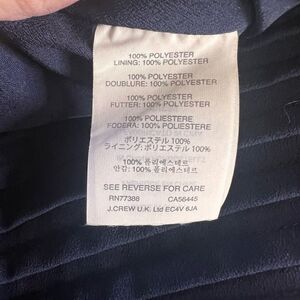 100% POLYESTER
LINING: 100% POLYESTER
100% POLYESTER
DOUBLURE: 100% POLYESTER
100% POLYESTER
FUTTER: 100% POLYESTER
100% POLIESTERE
FODERA: 100% POLIESTERE
ポリエステル 100%
ライニング: ポリエステル 100%
100% 폴리에스테르
안감: 100% 폴리에스테르
SEE REVERSE FOR CARE
RN77388 CA56445
J.CREW U.K. Ltd EC4V 6JA